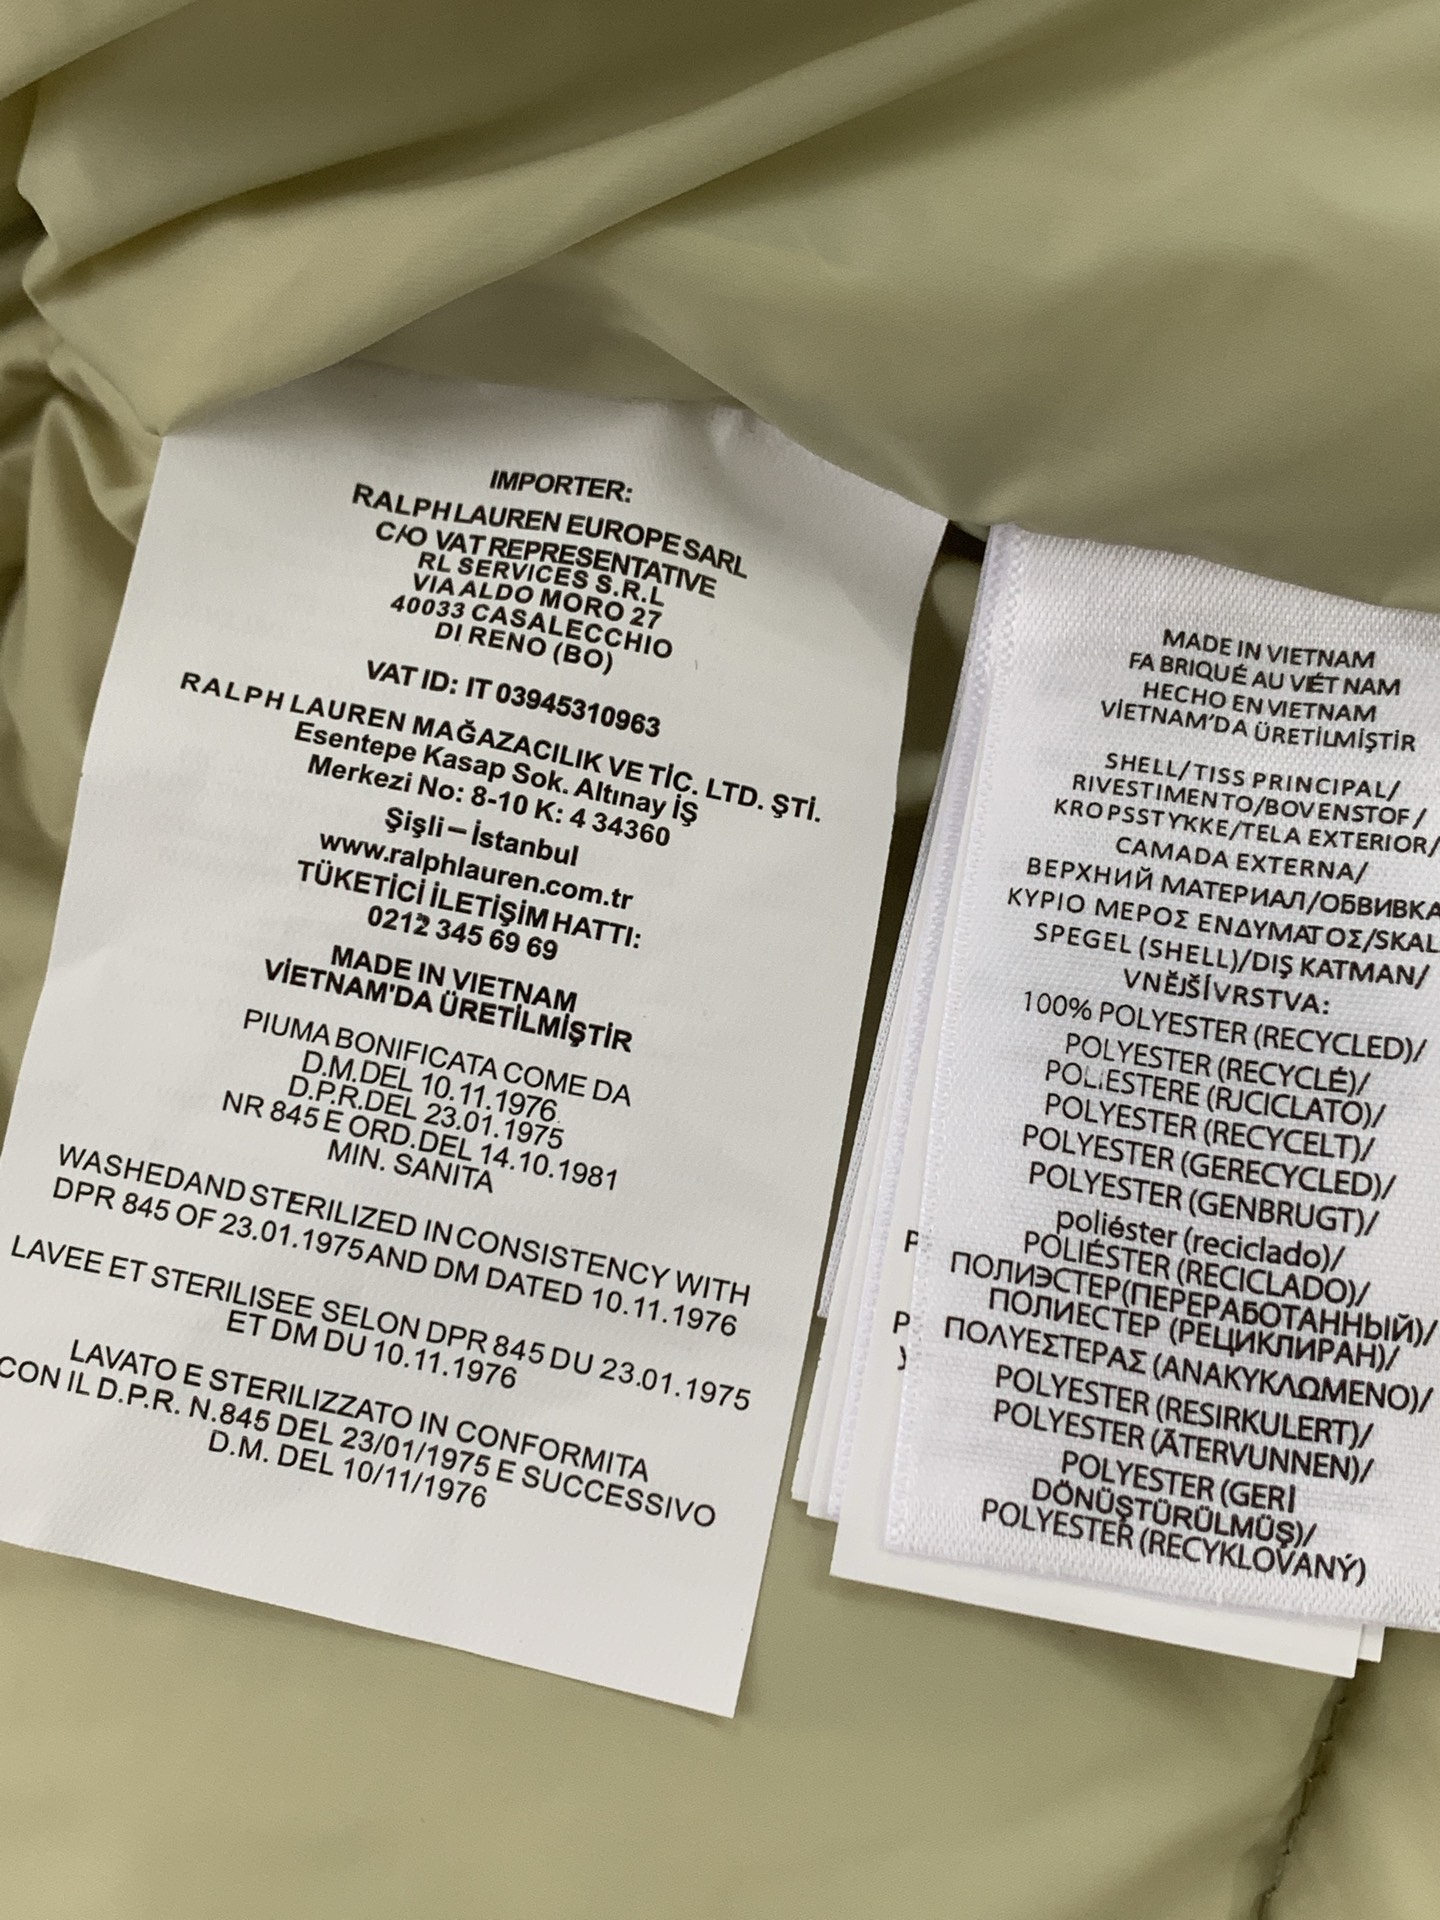 IMPORTER:
RALPH LAUREN EUROPE SARL
C/O VAT REPRESENTATIVE
RL SERVICES S.R.L
VIA ALDO MORO 27
40033 CASALECCHIO
DI RENO (BO)
VAT ID: IT 03945310963
RALPH LAUREN MAĞAZACILIK VE TİC. LTD. ŞTİ.
Esentepe Kasap Sok. Altınay İŞ
Merkezi No: 8-10 K: 4 34360
Şişli – İstanbul
www.ralphlauren.com.tr
TÜKETİCİ İLETİŞİM HATTI:
0212 345 69 69
MADE IN VIETNAM
VİETNAM'DA ÜRETİLMİŞTİR
PIUMA BONIFICATA COME DA
D.M.DEL 10.11.1976
D.P.R.DEL 23.01.1975
NR 845 E ORD.DEL 14.10.1981
MIN. SANITA
WASHEDAND STERILIZED IN CONSISTENCY WITH
DPR 845 OF 23.01.1975 AND DM DATED 10.11.1976
LAVEE ET STERILISEE SELON DPR 845 DU 23.01.1975
ET DM DU 10.11.1976
LAVATO E STERILIZZATO IN CONFORMITA
CON IL D.P.R. N.845 DEL 23/01/1975 E SUCCESSIVO
D.M. DEL 10/11/1976
MADE IN VIETNAM
FABRIQUÉ AU VIÉT NAM
HECHO EN VIETNAM
VİETNAM'DA ÜRETİLMİŞTİR
SHELL/TISS PRINCIPAL/
RIVESTIMENTO/BOVENSTOF/
KROPSSTYKKE/TELA EXTERIOR/
CAMADA EXTERNA/
ВЕРХНИЙ МАТЕРИАЛ/ОБВИВКА
ΚΥΡΙΟ ΜΕΡΟΣ ΕΝΔΥΜΑΤΟΣ/SKAL
SPEGEL (SHELL)/DIŞ KATMAN/
VNĚJŠÍ VRSTVA:
100% POLYESTER (RECYCLED)/
POLYESTER (RECYCLÉ)/
POLIESTERE (RJCICLATO)/
POLYESTER (RECYCELT)/
POLYESTER (GERECYCLED)/
POLYESTER (GENBRUGT)/
poliéster (reciclado)/
POLIÉSTER (RECICLADO)/
ПОЛИЭСТЕР(ПЕРЕРАБОТАННЫЙ)/
ПОЛИЕСТЕР (РЕЦИКЛИРАН)/
ΠΟΛΥΕΣΤΕΡΑΣ (ΑΝΑΚΥΚΛΩΜΕΝΟ)/
POLYESTER (RESIRKULERT)/
POLYESTER (ÅTERVUNNEN)/
POLYESTER (GERİ
DÖNÜŞTÜRÜLMÜŞ)/
POLYESTER (RECYKLOVANÝ)